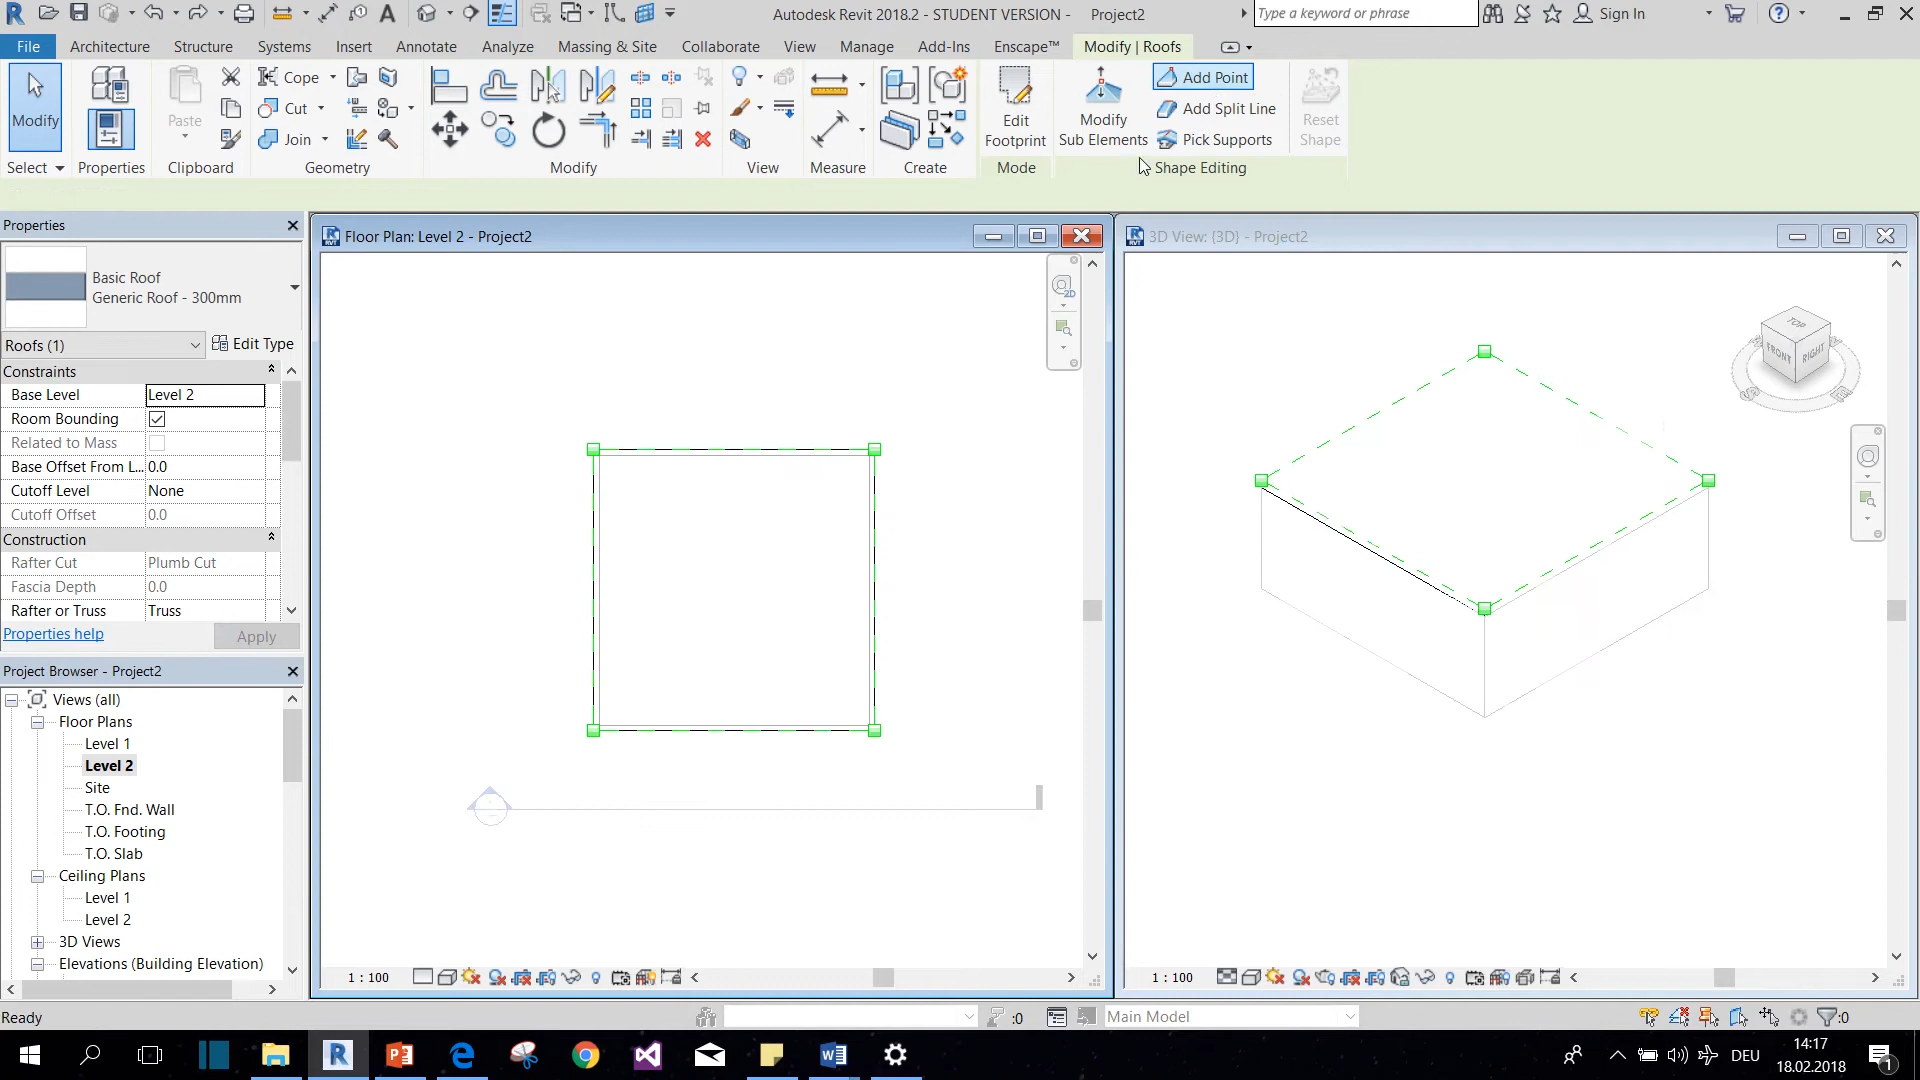 Autodesk Revit 2018.2 - STUDENT VERSION - Project2
Type a keyword or phrase
Sign In
File Architecture Structure Systems Insert Annotate Analyze Massing & Site Collaborate View Manage Add-Ins Enscape™ Modify | Roofs
Modify
Paste
Cope
Cut
Join
Edit
Footprint
Modify
Sub Elements
Add Point
Add Split Line
Pick Supports
Reset
Shape
Select Properties Clipboard Geometry Modify View Measure Create Mode Shape Editing
Properties
Basic Roof
Generic Roof - 300mm
Roofs (1)
Edit Type
Constraints
Base Level Level 2
Room Bounding
Related to Mass
Base Offset From L... 0.0
Cutoff Level None
Cutoff Offset 0.0
Construction
Rafter Cut Plumb Cut
Fascia Depth 0.0
Rafter or Truss Truss
Properties help
Apply
Project Browser - Project2
Views (all)
Floor Plans
Level 1
Level 2
Site
T.O. Fnd. Wall
T.O. Footing
T.O. Slab
Ceiling Plans
Level 1
Level 2
3D Views
Elevations (Building Elevation)
Floor Plan: Level 2 - Project2
2D
1 : 100
3D View: {3D} - Project2
TOP
FRONT
RIGHT
S
E
1 : 100
Ready
:0
Main Model
:0
DEU
14:17
18.02.2018
1